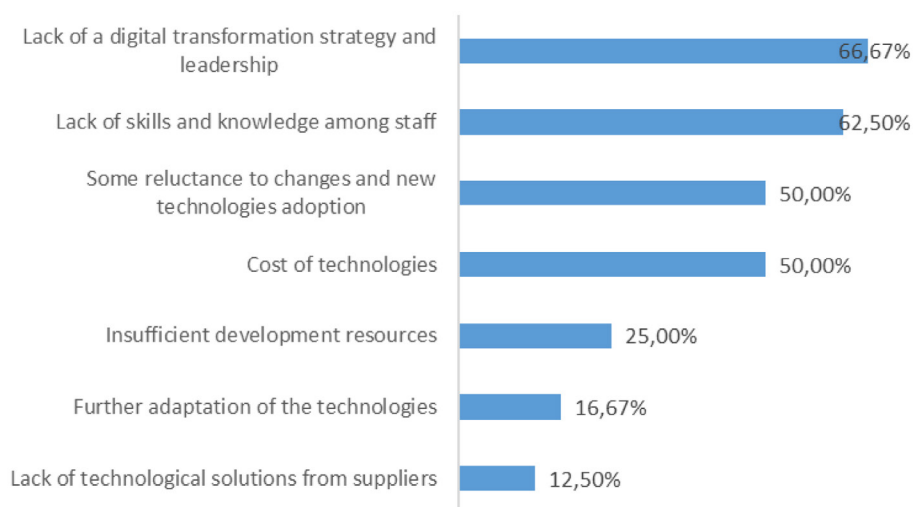 Lack of a digital transformation strategy and
leadership
66,67%
Lack of skills and knowledge among staff
62,50%
Some reluctance to changes and new
technologies adoption
50,00%
Cost of technologies
50,00%
Insufficient development resources
25,00%
Further adaptation of the technologies
16,67%
Lack of technological solutions from suppliers
12,50%